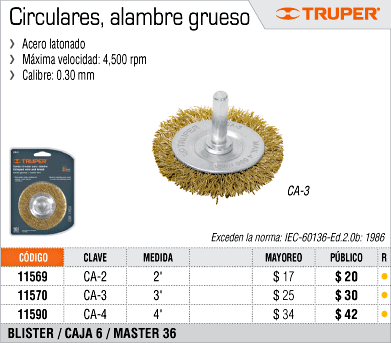 Circulares, alambre grueso
TRUPER®
› Acero latonado
› Máxima velocidad: 4,500 rpm
› Calibre: 0.30 mm
TRUPER
TRUPER
CA-3
Exceden la norma: IEC-60136-Ed.2.0b: 1986
CÓDIGO CLAVE MEDIDA MAYOREO PÚBLICO R
11569 CA-2 2" $ 17 $ 20
11570 CA-3 3" $ 25 $ 30
11590 CA-4 4" $ 34 $ 42
BLISTER / CAJA 6 / MASTER 36